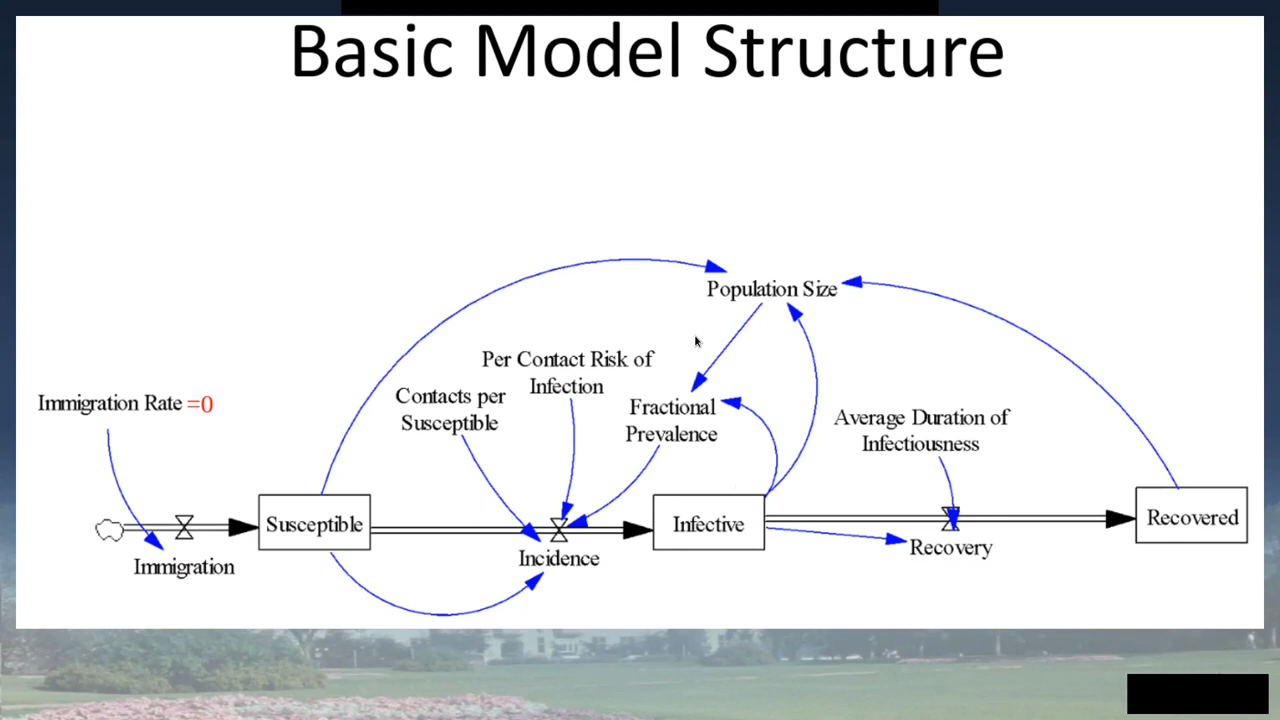 Basic Model Structure
Population Size
Per Contact Risk of
Infection
Contacts per
Susceptible
Fractional
Prevalence
Immigration Rate =0
Average Duration of
Infectiousness
Susceptible
Infective
Recovered
Immigration
Incidence
Recovery